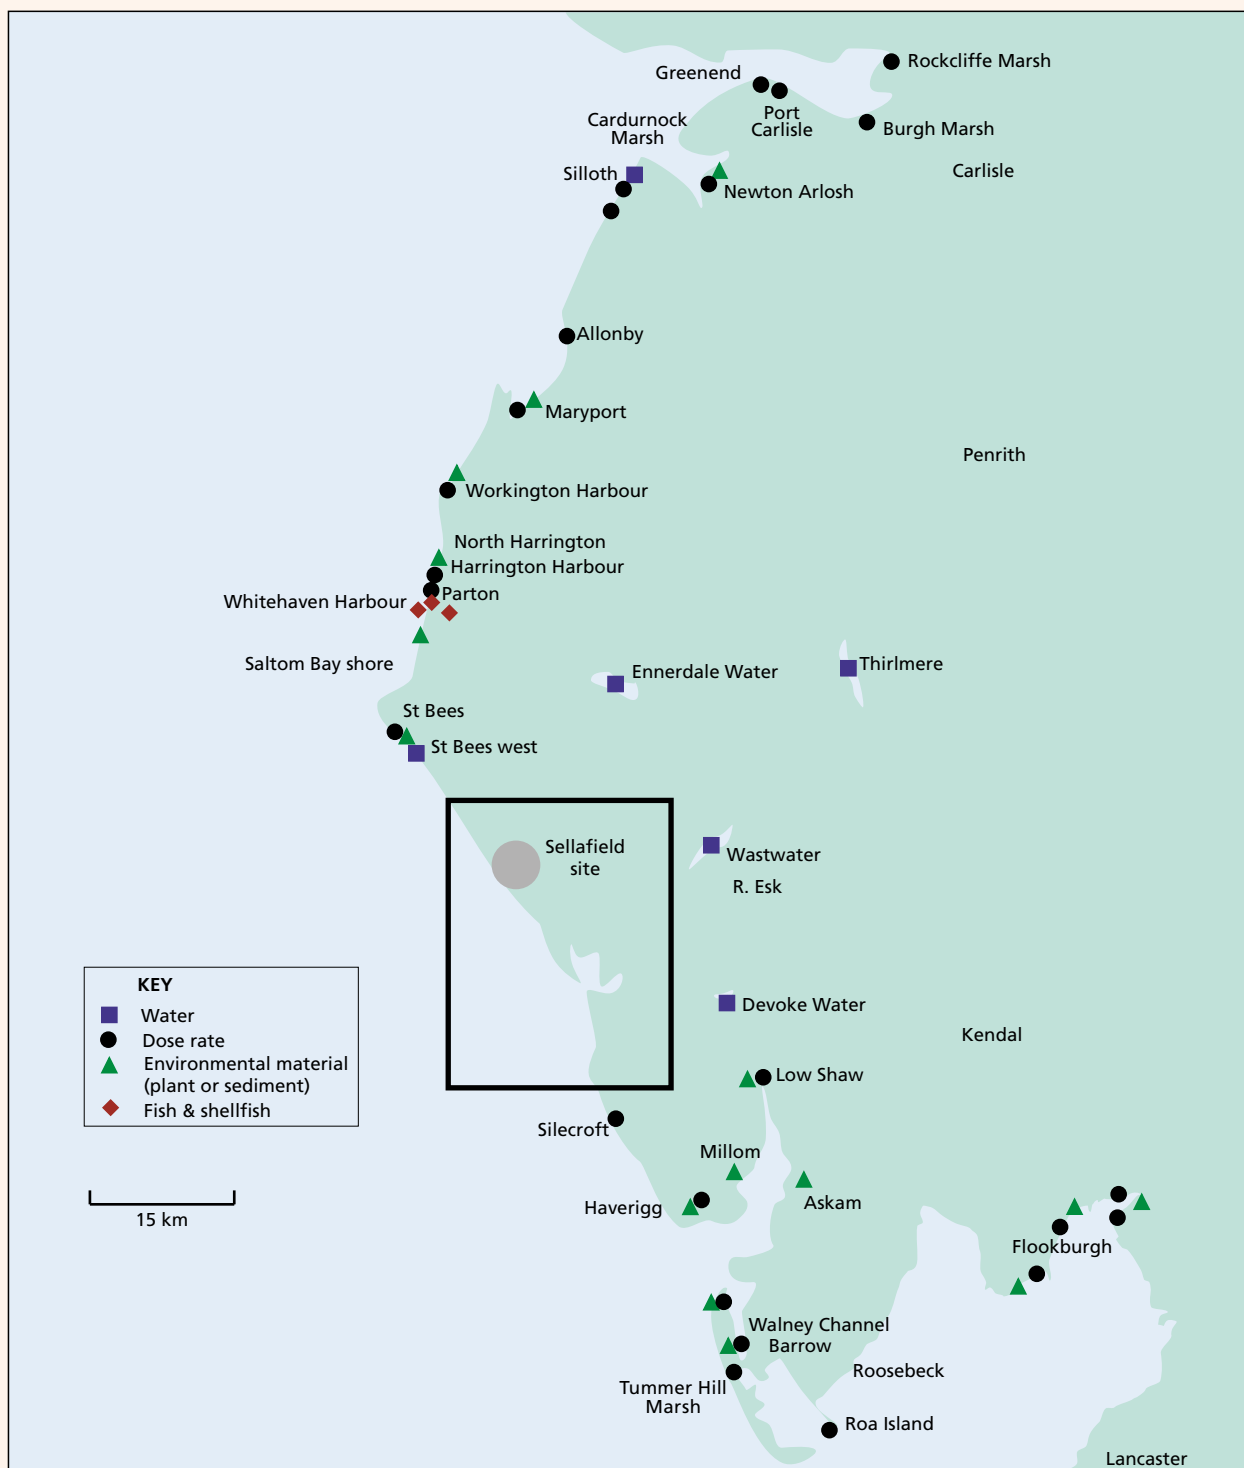 Rockcliffe Marsh
Greenend
Port
Carlisle
Cardurnock
Marsh
Burgh Marsh
Carlisle
Silloth
Newton Arlosh
Allonby
Maryport
Penrith
Workington Harbour
North Harrington
Harrington Harbour
Parton
Whitehaven Harbour
Saltom Bay shore
Ennerdale Water
Thirlmere
St Bees
St Bees west
Sellafield
site
Wastwater
R. Esk
KEY
Water
Dose rate
Environmental material
(plant or sediment)
Fish & shellfish
Devoke Water
Kendal
Low Shaw
Silecroft
Millom
Haverigg
Askam
15 km
Flookburgh
Walney Channel
Barrow
Roosebeck
Tummer Hill
Marsh
Roa Island
Lancaster